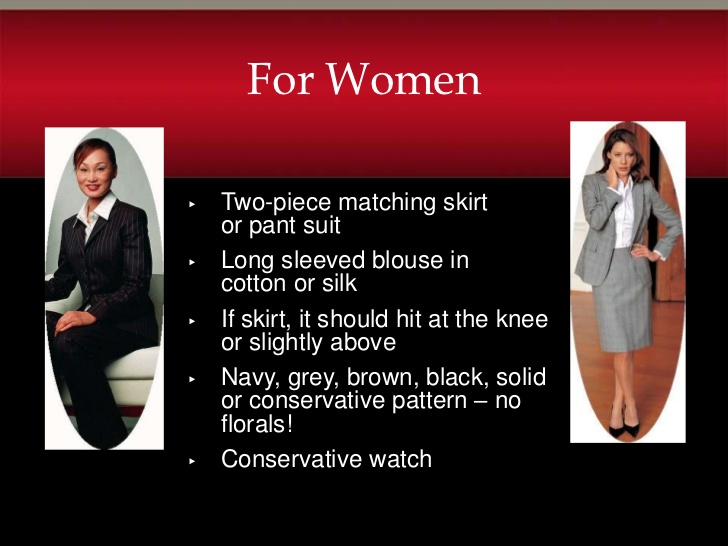 For Women
▸ Two-piece matching skirt
or pant suit
▸ Long sleeved blouse in
cotton or silk
▸ If skirt, it should hit at the knee
or slightly above
▸ Navy, grey, brown, black, solid
or conservative pattern – no
florals!
▸ Conservative watch